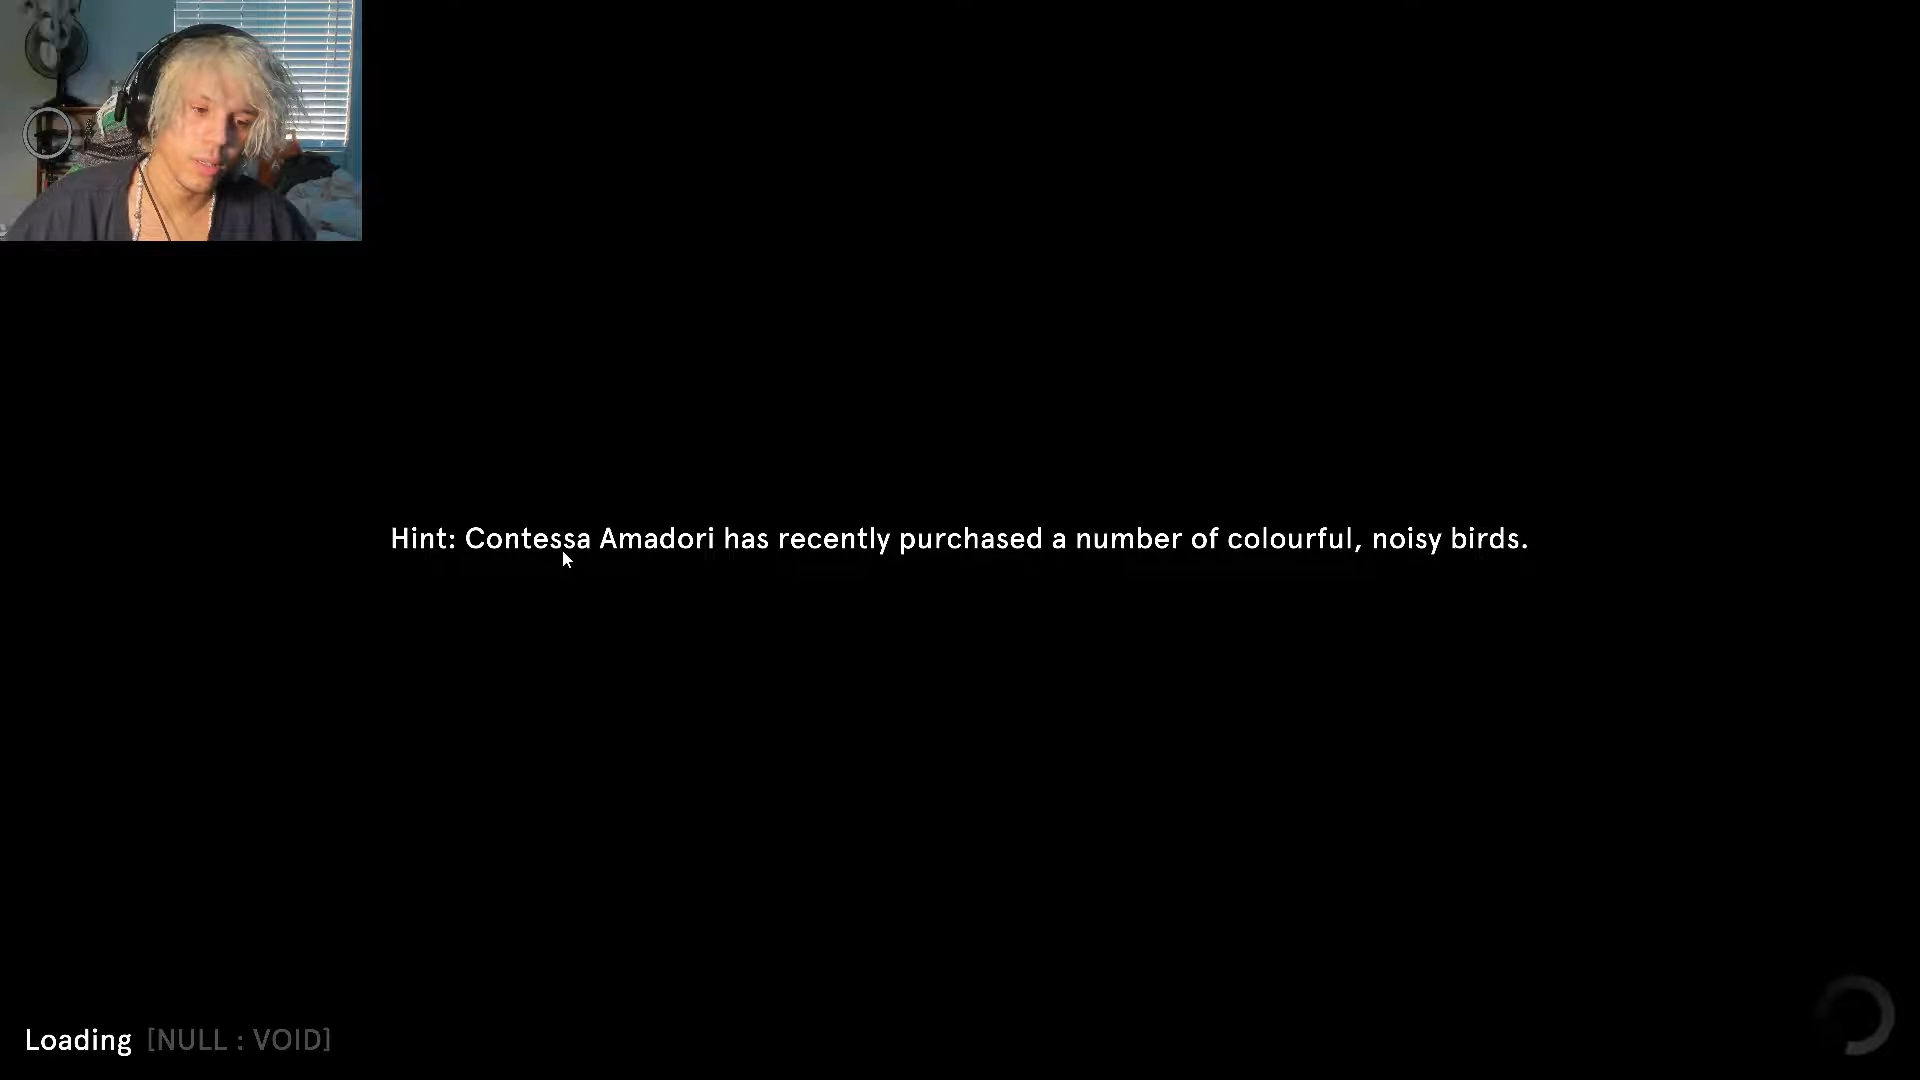 Hint: Contessa Amadori has recently purchased a number of colourful, noisy birds.
Loading [NULL : VOID]